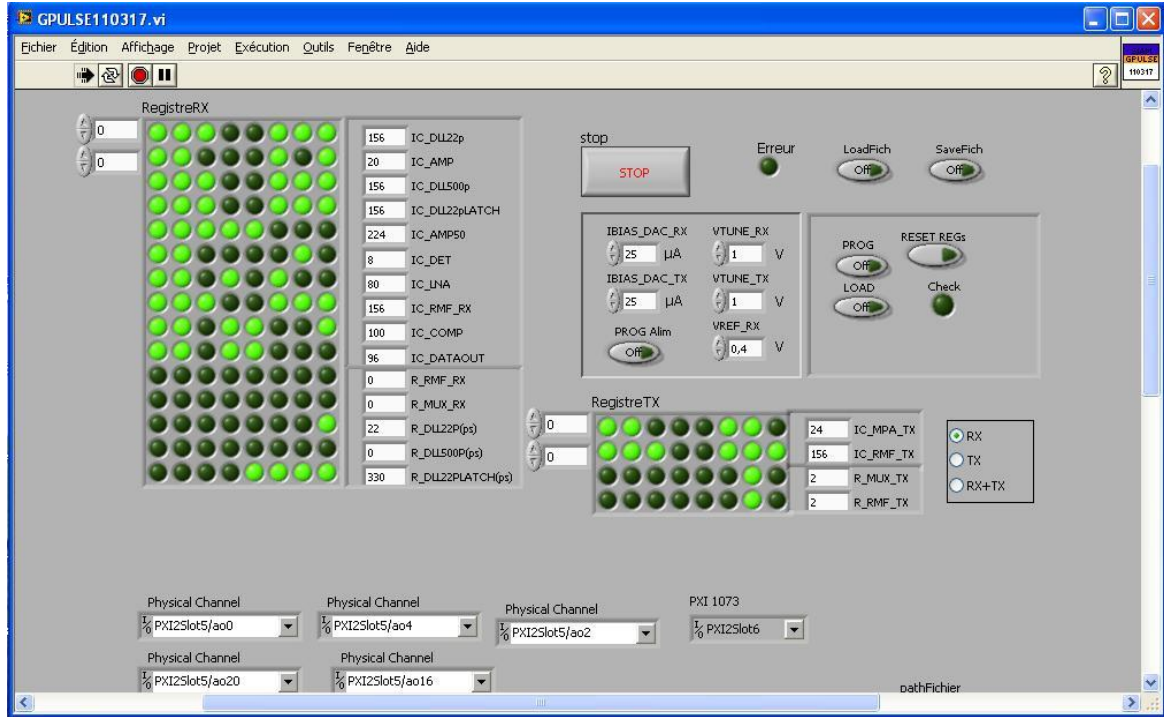 GPULSE110317.vi
Fichier Édition Affichage Projet Exécution Outils Fenêtre Aide
GPULSE
110317
RegistreRX
0
0
156 IC_DLL22p
20 IC_AMP
156 IC_DLL500p
156 IC_DLL22pLATCH
224 IC_AMP50
8 IC_DET
80 IC_LNA
156 IC_RMF_RX
100 IC_COMP
96 IC_DATAOUT
0 R_RMF_RX
0 R_MUX_RX
22 R_DLL22P(ps)
0 R_DLL500P(ps)
330 R_DLL22PLATCH(ps)
stop
STOP
Erreur
LoadFich
Off
SaveFich
Off
IBIAS_DAC_RX VTUNE_RX
25 µA 1 V
IBIAS_DAC_TX VTUNE_TX
25 µA 1 V
PROG Alim VREF_RX
Off 0,4 V
PROG RESET REGs
Off
LOAD Check
Off
RegistreTX
0
0
24 IC_MPA_TX
156 IC_RMF_TX
2 R_MUX_TX
2 R_RMF_TX
RX
TX
RX+TX
Physical Channel Physical Channel Physical Channel PXI 1073
PXI2Slot5/ao0 PXI2Slot5/ao4 PXI2Slot5/ao2 PXI2Slot6
Physical Channel Physical Channel
PXI2Slot5/ao20 PXI2Slot5/ao16
pathFichier